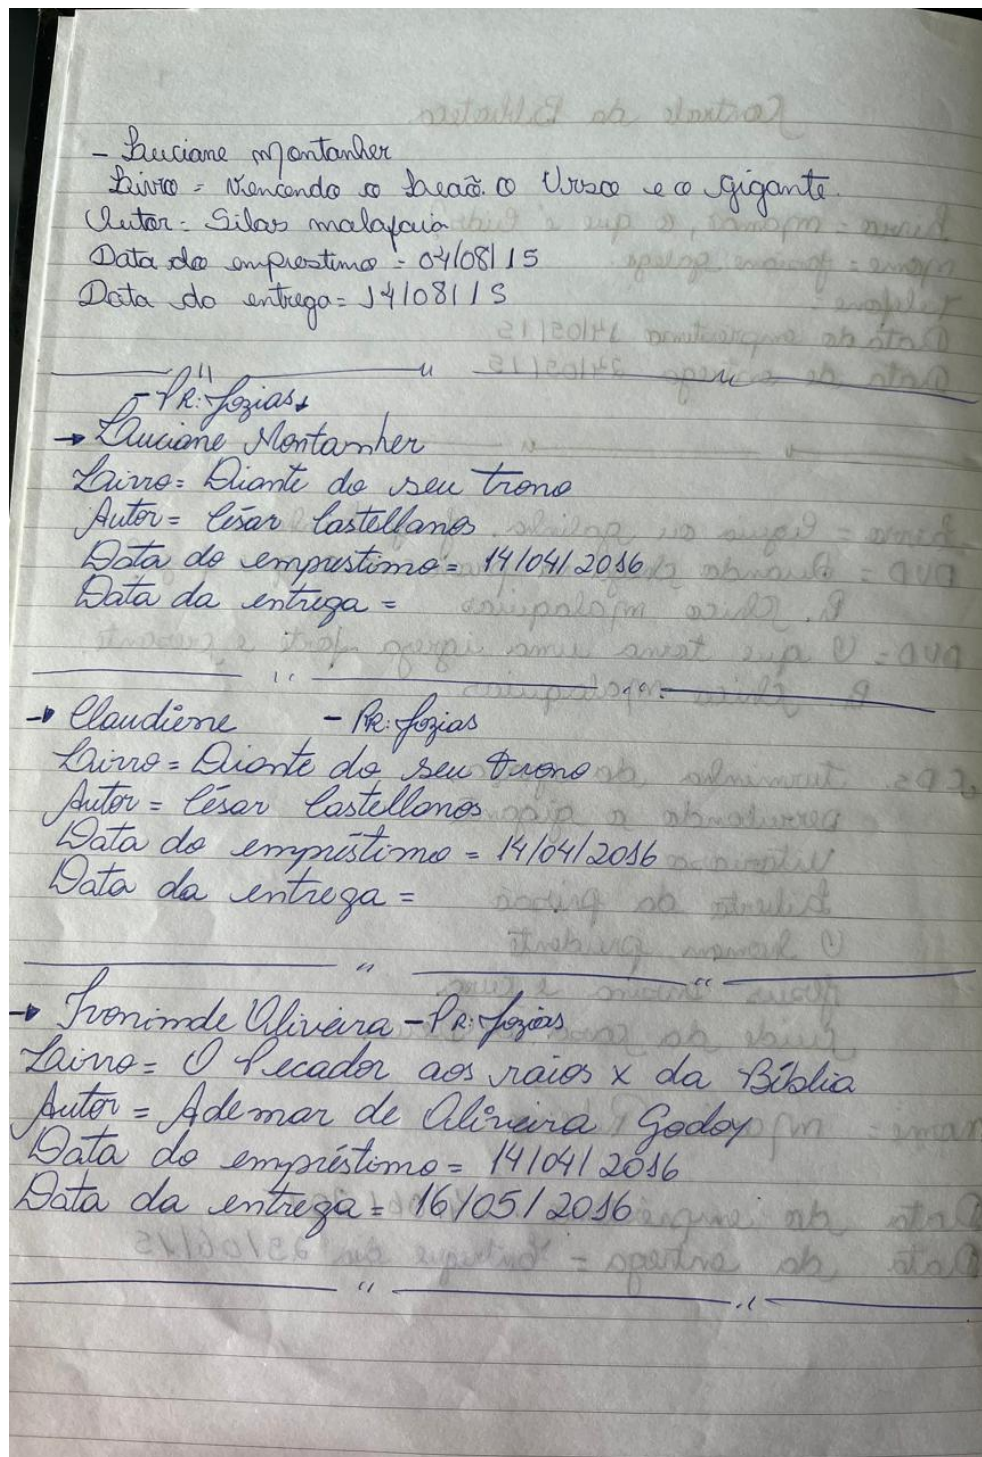 - Luciane Montanher
Livro = Vencendo o Leão. o Urso e o gigante.
Autor = Silas malafaia
Data do emprestimo = 04/08/15
Data do entrega = 14/08/15
- PR: Jozias
→ Luciane Montanher
Livro = Diante do seu trono
Autor = César Castellanos
Data do emprestimo = 14/04/2016
Data da entrega =
→ Claudiene - PR: Jozias
Livro = Diante do seu trono
Autor = César Castellanos
Data do empréstimo = 14/04/2016
Data da entrega =
→ Ivonimde Oliveira - PR: Jozias
Livro = O Pecador aos raios x da Bíblia
Autor = Ademar de Oliveira Godoy
Data do empréstimo = 14/04/2016
Data da entrega = 16/05/2016